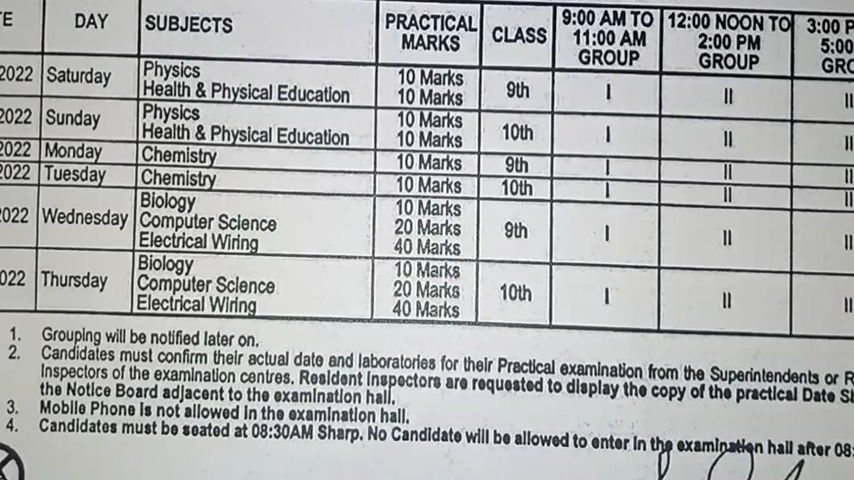 E DAY SUBJECTS PRACTICAL MARKS CLASS 9:00 AM TO 11:00 AM GROUP 12:00 NOON TO 2:00 PM GROUP 3:00 P 5:00 GRO
2022 Saturday Physics 10 Marks 9th I II II
Health & Physical Education 10 Marks
2022 Sunday Physics 10 Marks 10th I II II
Health & Physical Education 10 Marks
2022 Monday Chemistry 10 Marks 9th I II II
2022 Tuesday Chemistry 10 Marks 10th I II II
2022 Wednesday Biology 10 Marks 9th I II II
Computer Science 20 Marks
Electrical Wiring 40 Marks
022 Thursday Biology 10 Marks 10th I II II
Computer Science 20 Marks
Electrical Wiring 40 Marks
1. Grouping will be notified later on.
2. Candidates must confirm their actual date and laboratories for their Practical examination from the Superintendents or R
Inspectors of the examination centres. Resident Inspectors are requested to display the copy of the practical Date S
the Notice Board adjacent to the examination hall.
3. Mobile Phone is not allowed in the examination hall.
4. Candidates must be seated at 08:30AM Sharp. No Candidate will be allowed to enter in the examination hall after 08: